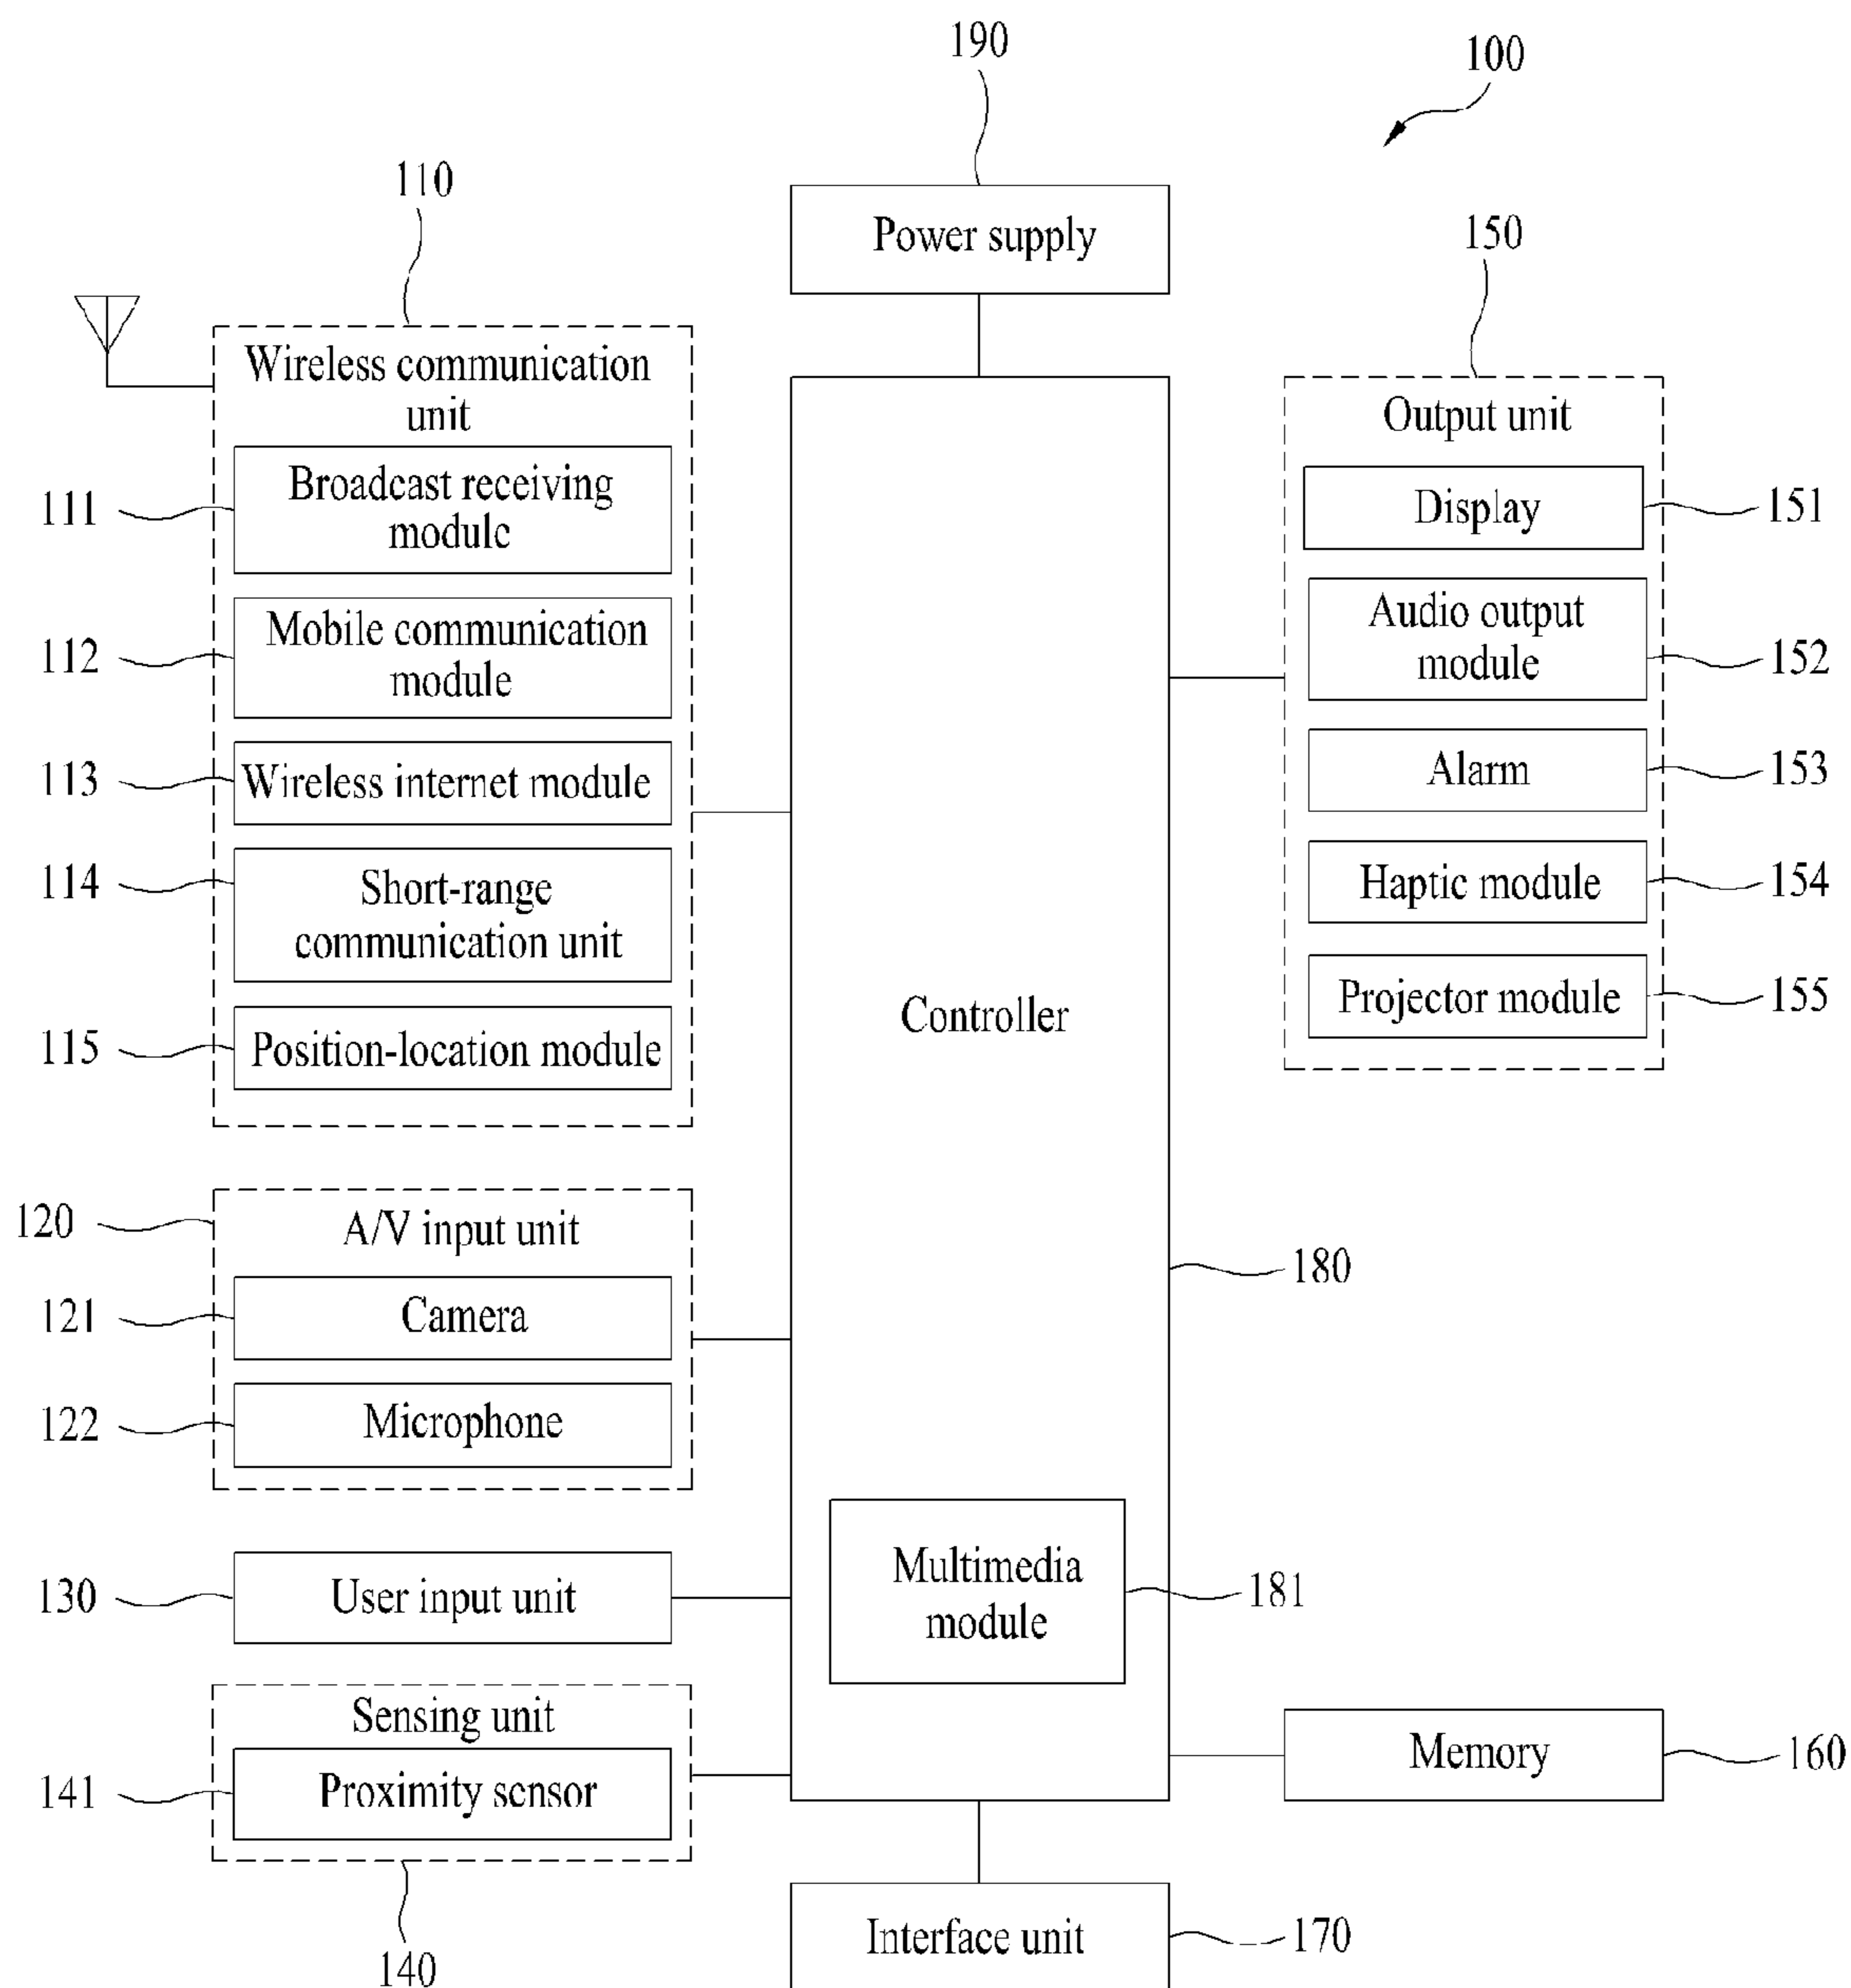 190
100
110
Power supply
150
Wireless communication
unit
Output unit
111
Broadcast receiving
module
Display
151
112
Mobile communication
module
Audio output
module
152
113
Wireless internet module
Alarm
153
114
Short-range
communication unit
Haptic module
154
115
Position-location module
Projector module
155
Controller
120
A/V input unit
180
121
Camera
122
Microphone
130
User input unit
Multimedia
module
181
Sensing unit
141
Proximity sensor
Memory
160
140
Interface unit
170